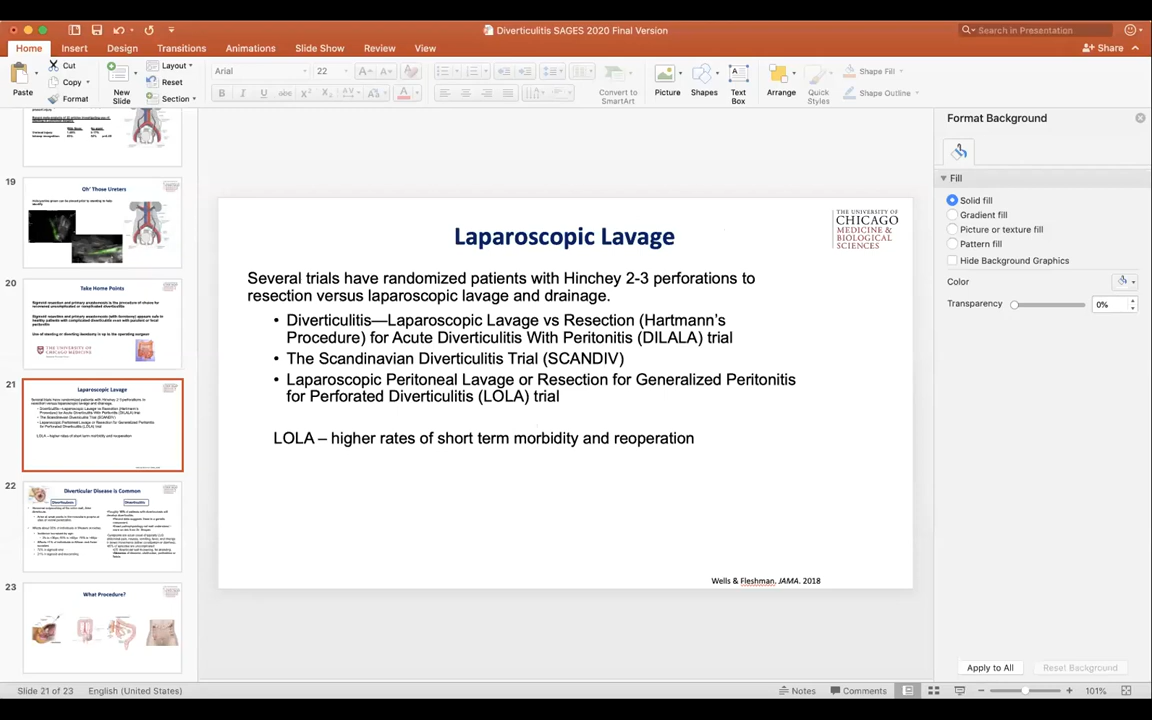 Diverticulitis SAGES 2020 Final Version
Search in Presentation
Home Insert Design Transitions Animations Slide Show Review View
Share
Paste
Cut
Copy
Format
New Slide
Layout
Reset
Section
Arial 22
Convert to SmartArt
Picture
Shapes
Text Box
Arrange
Quick Styles
Shape Fill
Shape Outline
19
Oh' Those Ureters
20
Take Home Points
21
Laparoscopic Lavage
22
Diverticular Disease is Common
23
What Procedure?
Laparoscopic Lavage
THE UNIVERSITY OF
CHICAGO
MEDICINE &
BIOLOGICAL
SCIENCES
Several trials have randomized patients with Hinchey 2-3 perforations to
resection versus laparoscopic lavage and drainage.
• Diverticulitis—Laparoscopic Lavage vs Resection (Hartmann's
Procedure) for Acute Diverticulitis With Peritonitis (DILALA) trial
• The Scandinavian Diverticulitis Trial (SCANDIV)
• Laparoscopic Peritoneal Lavage or Resection for Generalized Peritonitis
for Perforated Diverticulitis (LOLA) trial
LOLA – higher rates of short term morbidity and reoperation
Wells & Fleshman. JAMA. 2018
Format Background
Fill
Solid fill
Gradient fill
Picture or texture fill
Pattern fill
Hide Background Graphics
Color
Transparency 0%
Apply to All
Reset Background
Slide 21 of 23 English (United States)
Notes Comments 101%